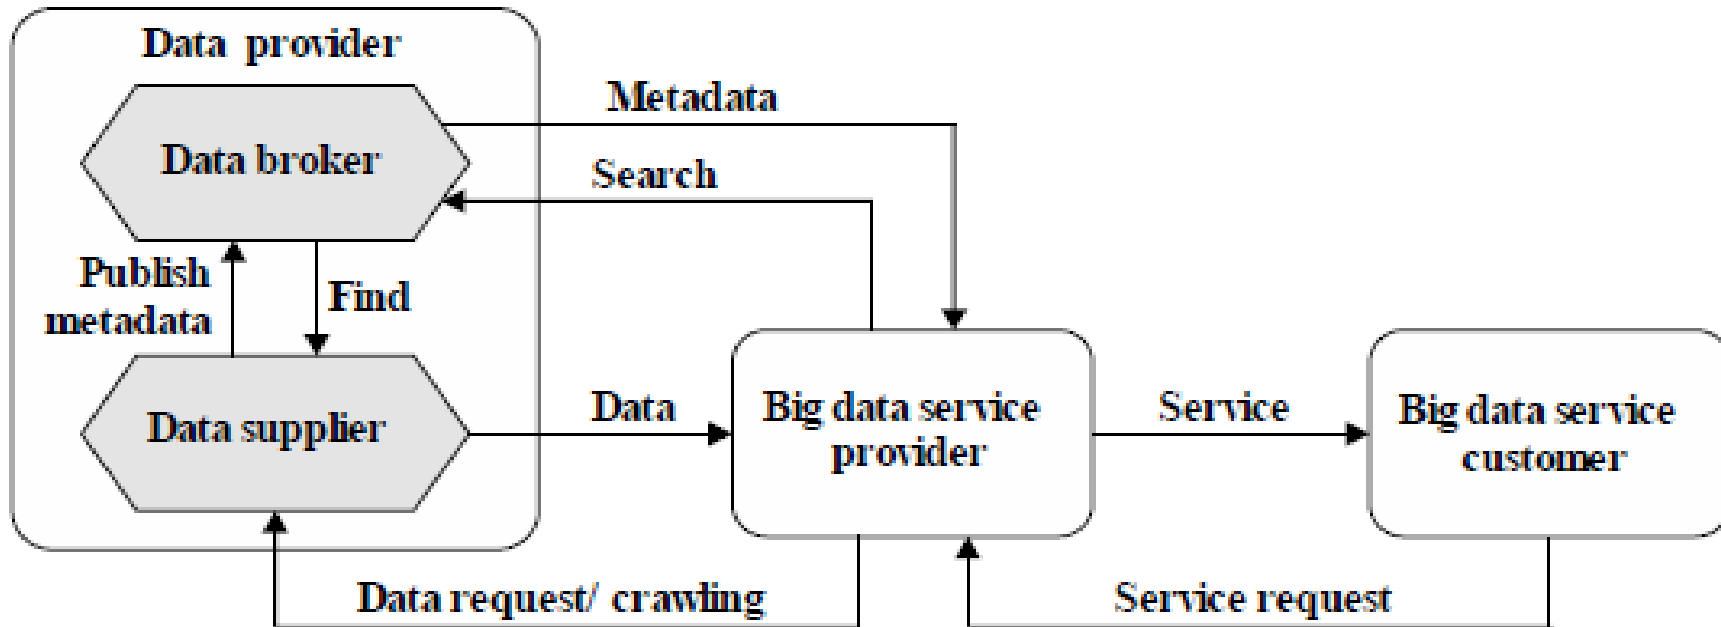 Data provider
Metadata
Data broker
Search
Publish
metadata
Find
Data supplier
Data
Big data service
provider
Service
Big data service
customer
Data request/ crawling
Service request